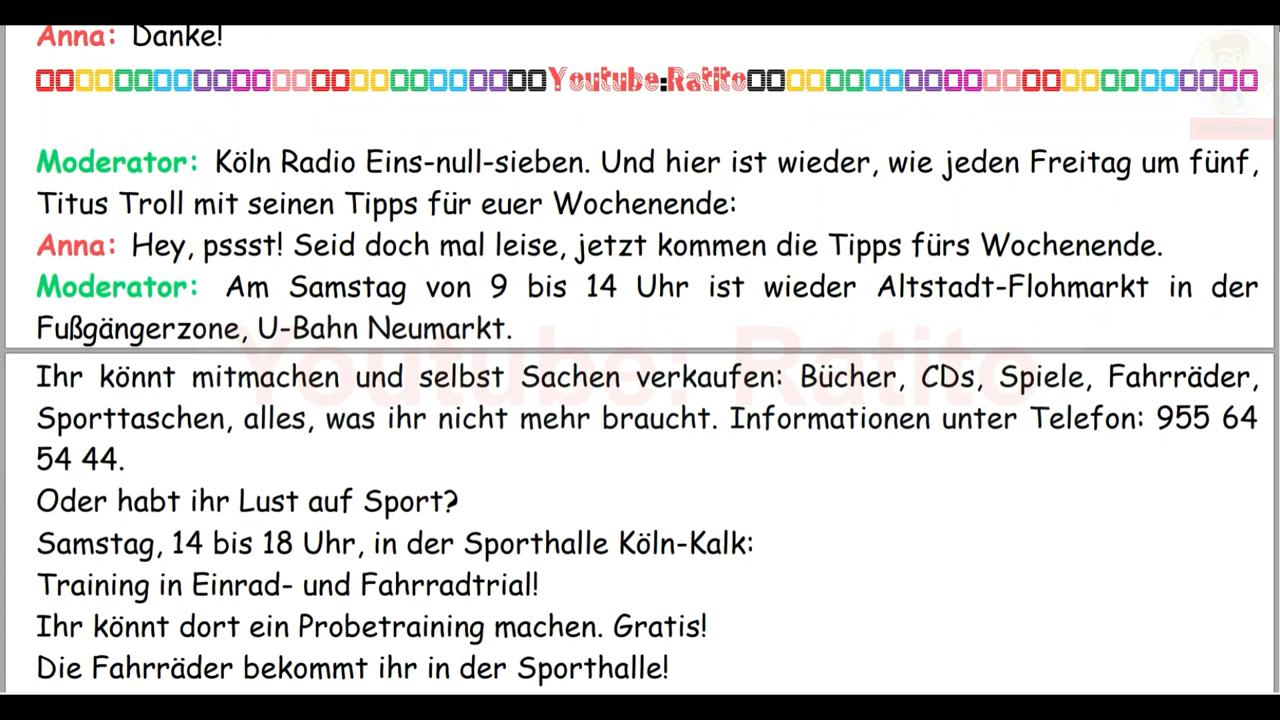 Anna: Danke!
Youtube:Ratito
Moderator: Köln Radio Eins-null-sieben. Und hier ist wieder, wie jeden Freitag um fünf,
Titus Troll mit seinen Tipps für euer Wochenende:
Anna: Hey, pssst! Seid doch mal leise, jetzt kommen die Tipps fürs Wochenende.
Moderator: Am Samstag von 9 bis 14 Uhr ist wieder Altstadt-Flohmarkt in der
Fußgängerzone, U-Bahn Neumarkt.
Youtube: Ratito
Ihr könnt mitmachen und selbst Sachen verkaufen: Bücher, CDs, Spiele, Fahrräder,
Sporttaschen, alles, was ihr nicht mehr braucht. Informationen unter Telefon: 955 64
54 44.
Oder habt ihr Lust auf Sport?
Samstag, 14 bis 18 Uhr, in der Sporthalle Köln-Kalk:
Training in Einrad- und Fahrradtrial!
Ihr könnt dort ein Probetraining machen. Gratis!
Die Fahrräder bekommt ihr in der Sporthalle!